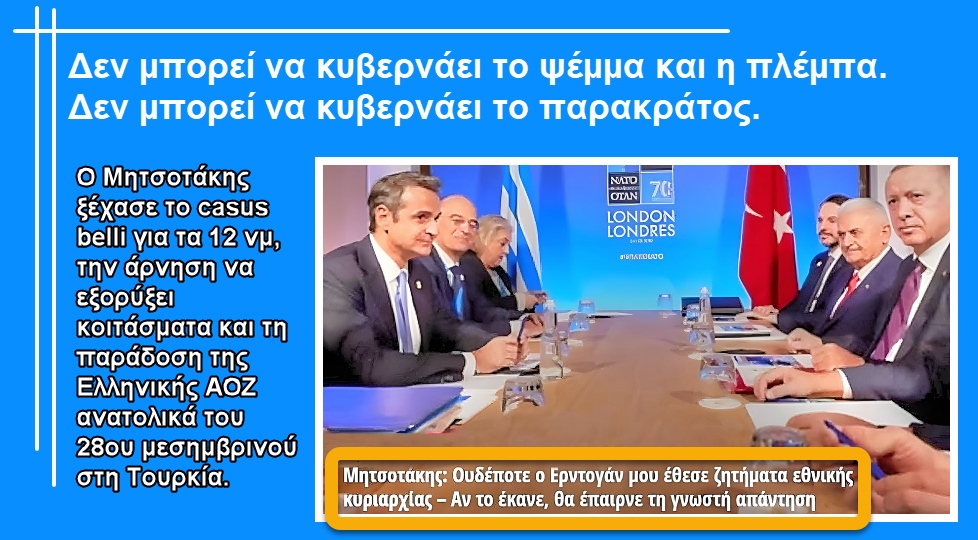 Δεν μπορεί να κυβερνάει το ψέμμα και η πλέμπα.
Δεν μπορεί να κυβερνάει το παρακράτος.
Ο Μητσοτάκης
ξέχασε το casus
belli για τα 12 νμ,
την άρνηση να
εξορύξει
κοιτάσματα και τη
παράδοση της
Ελληνικής ΑΟΖ
ανατολικά του
28ου μεσημβρινού
στη Τουρκία.
NATO
OTAN
70
LONDON
LONDRES
Μητσοτάκης: Ουδέποτε ο Ερντογάν μου έθεσε ζητήματα εθνικής
κυριαρχίας – Αν το έκανε, θα έπαιρνε τη γνωστή απάντηση